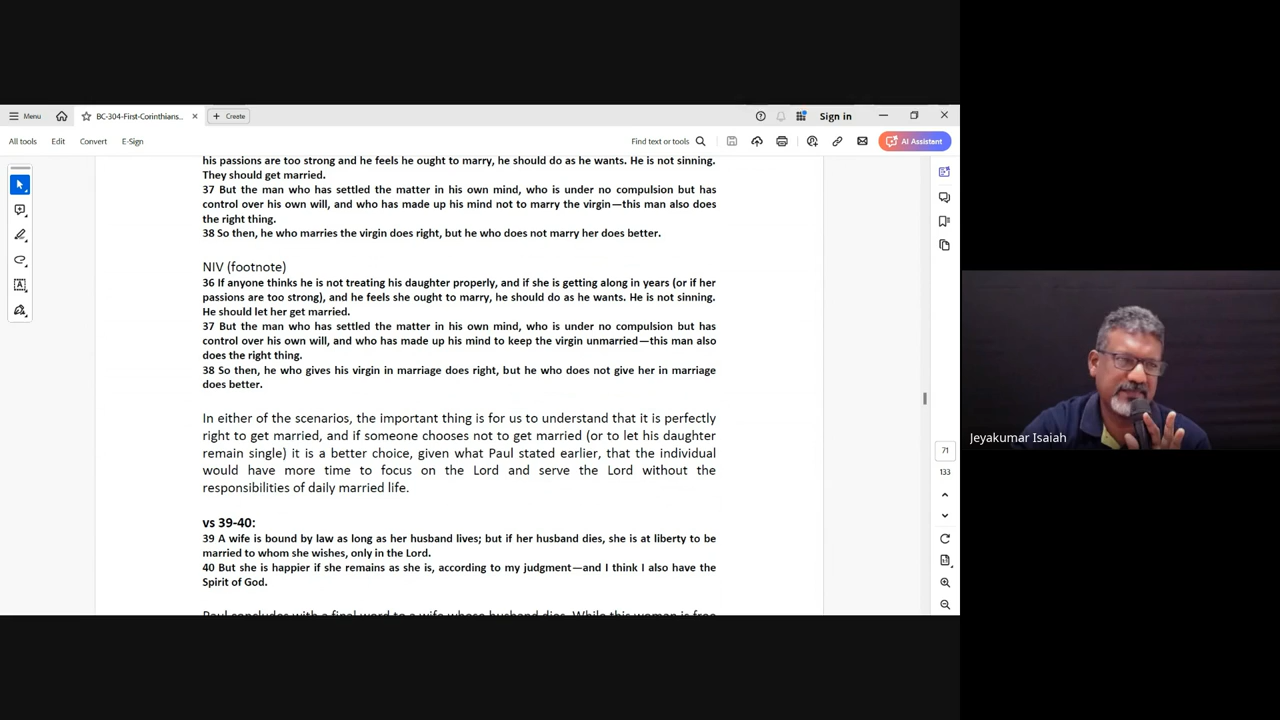 Menu
BC-304-First-Corinthians...
Create
Sign in
All tools
Edit
Convert
E-Sign
Find text or tools
AI Assistant
his passions are too strong and he feels he ought to marry, he should do as he wants. He is not sinning.
They should get married.
37 But the man who has settled the matter in his own mind, who is under no compulsion but has
control over his own will, and who has made up his mind not to marry the virgin—this man also does
the right thing.
38 So then, he who marries the virgin does right, but he who does not marry her does better.
NIV (footnote)
36 If anyone thinks he is not treating his daughter properly, and if she is getting along in years (or if her
passions are too strong), and he feels she ought to marry, he should do as he wants. He is not sinning.
He should let her get married.
37 But the man who has settled the matter in his own mind, who is under no compulsion but has
control over his own will, and who has made up his mind to keep the virgin unmarried—this man also
does the right thing.
38 So then, he who gives his virgin in marriage does right, but he who does not give her in marriage
does better.
In either of the scenarios, the important thing is for us to understand that it is perfectly
right to get married, and if someone chooses not to get married (or to let his daughter
remain single) it is a better choice, given what Paul stated earlier, that the individual
would have more time to focus on the Lord and serve the Lord without the
responsibilities of daily married life.
vs 39-40:
39 A wife is bound by law as long as her husband lives; but if her husband dies, she is at liberty to be
married to whom she wishes, only in the Lord.
40 But she is happier if she remains as she is, according to my judgment—and I think I also have the
Spirit of God.
Paul concludes with a final word to a wife whose husband dies. While this woman is free
71
133
Jeyakumar Isaiah